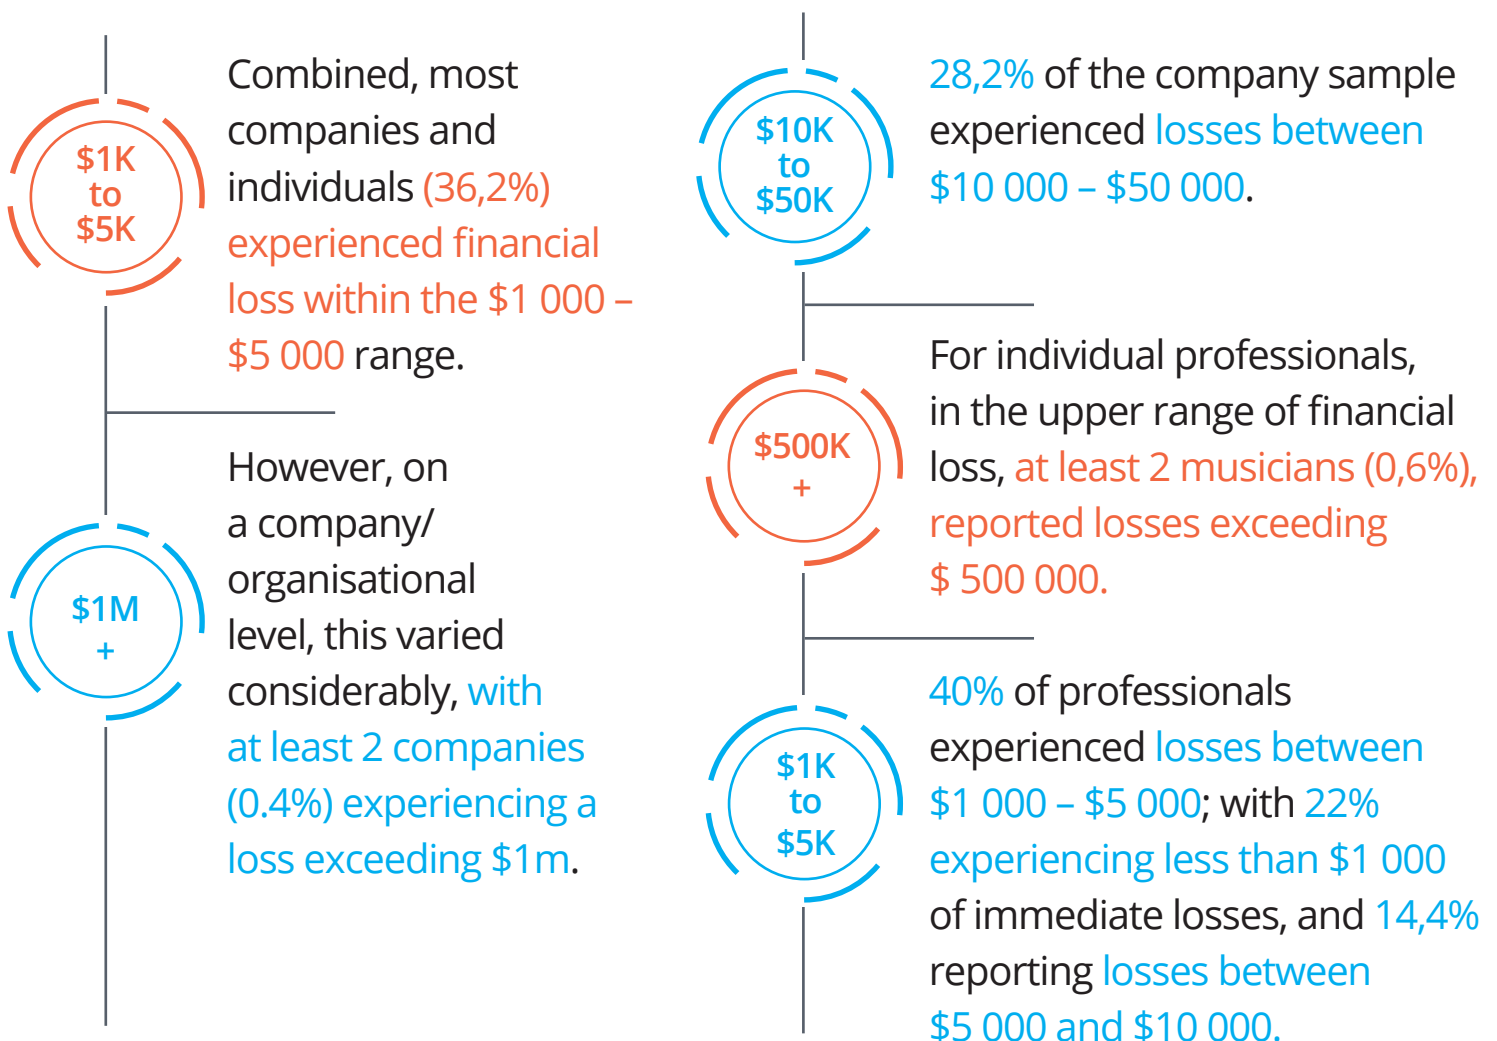 $1K
to
$5K
Combined, most
companies and
individuals (36,2%)
experienced financial
loss within the $1 000 –
$5 000 range.
$1M
+
However, on
a company/
organisational
level, this varied
considerably, with
at least 2 companies
(0.4%) experiencing a
loss exceeding $1m.
$10K
to
$50K
28,2% of the company sample
experienced losses between
$10 000 – $50 000.
$500K
+
For individual professionals,
in the upper range of financial
loss, at least 2 musicians (0,6%),
reported losses exceeding
$ 500 000.
$1K
to
$5K
40% of professionals
experienced losses between
$1 000 – $5 000; with 22%
experiencing less than $1 000
of immediate losses, and 14,4%
reporting losses between
$5 000 and $10 000.